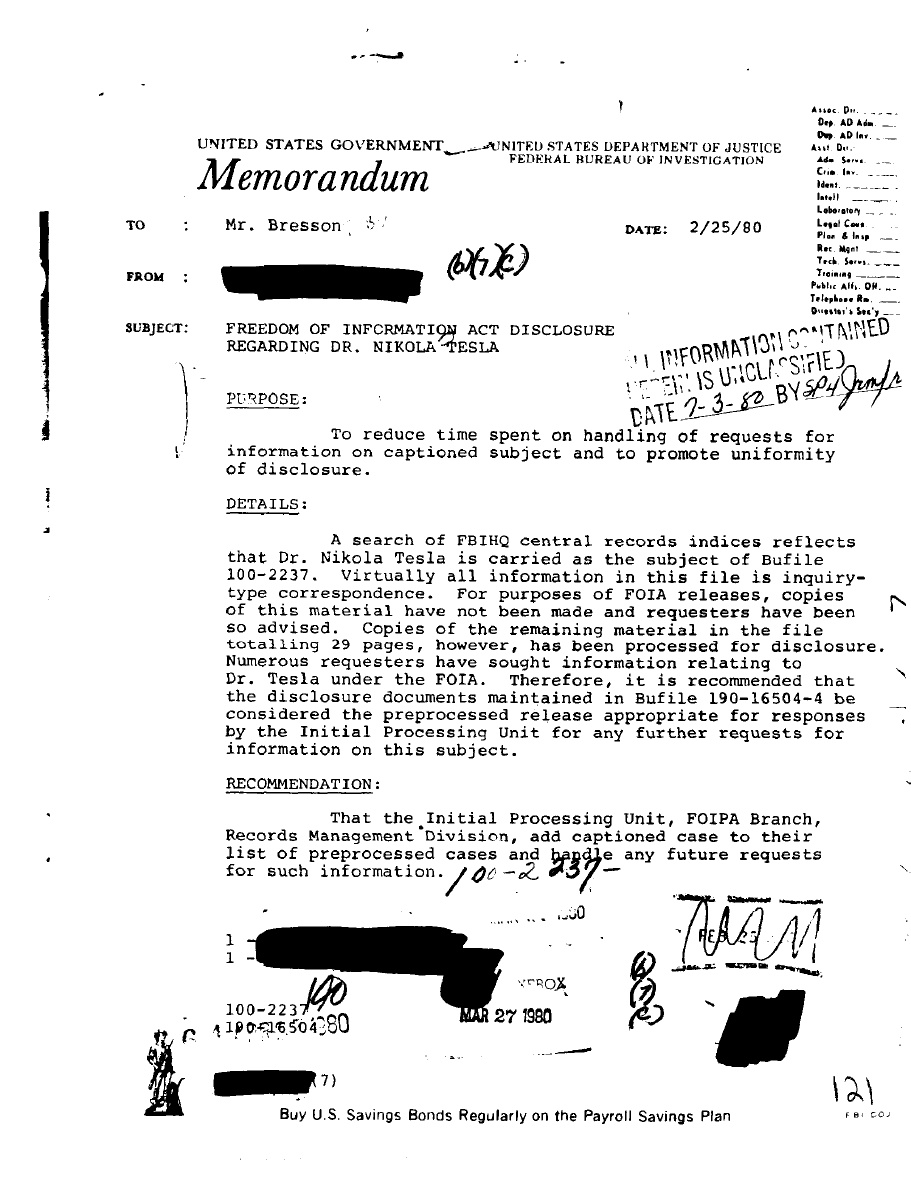 Assoc. Dir.
Dep. AD Adm.
Dep. AD Inv.
Asst. Dir.:
Adm. Servs.
Crim. Inv.
Ident.
Intell
Laboratory
Legal Coun
Plan & Insp
Rec. Mgnt
Tech. Servs.
Training
Public Affs. Off.
Telephone Rm.
Director's Sec'y
UNITED STATES GOVERNMENT
UNITED STATES DEPARTMENT OF JUSTICE
FEDERAL BUREAU OF INVESTIGATION
Memorandum
TO : Mr. Bresson
DATE: 2/25/80
FROM :
(b)(7)(C)
SUBJECT: FREEDOM OF INFORMATION ACT DISCLOSURE
REGARDING DR. NIKOLA TESLA
ALL INFORMATION CONTAINED
HEREIN IS UNCLASSIFIED
DATE 7-3-80 BY SP4
PURPOSE:
To reduce time spent on handling of requests for
information on captioned subject and to promote uniformity
of disclosure.
DETAILS:
A search of FBIHQ central records indices reflects
that Dr. Nikola Tesla is carried as the subject of Bufile
100-2237. Virtually all information in this file is inquiry-
type correspondence. For purposes of FOIA releases, copies
of this material have not been made and requesters have been
so advised. Copies of the remaining material in the file
totalling 29 pages, however, has been processed for disclosure.
Numerous requesters have sought information relating to
Dr. Tesla under the FOIA. Therefore, it is recommended that
the disclosure documents maintained in Bufile 190-16504-4 be
considered the preprocessed release appropriate for responses
by the Initial Processing Unit for any further requests for
information on this subject.
RECOMMENDATION:
That the Initial Processing Unit, FOIPA Branch,
Records Management Division, add captioned case to their
list of preprocessed cases and handle any future requests
for such information.
100-2237-
1980
FEB 25
1 -
1 -
XEROX
MAR 27 1980
(b)
(7)
(C)
190
100-2237
190-16504
(7)
121
FBI
Buy U.S. Savings Bonds Regularly on the Payroll Savings Plan